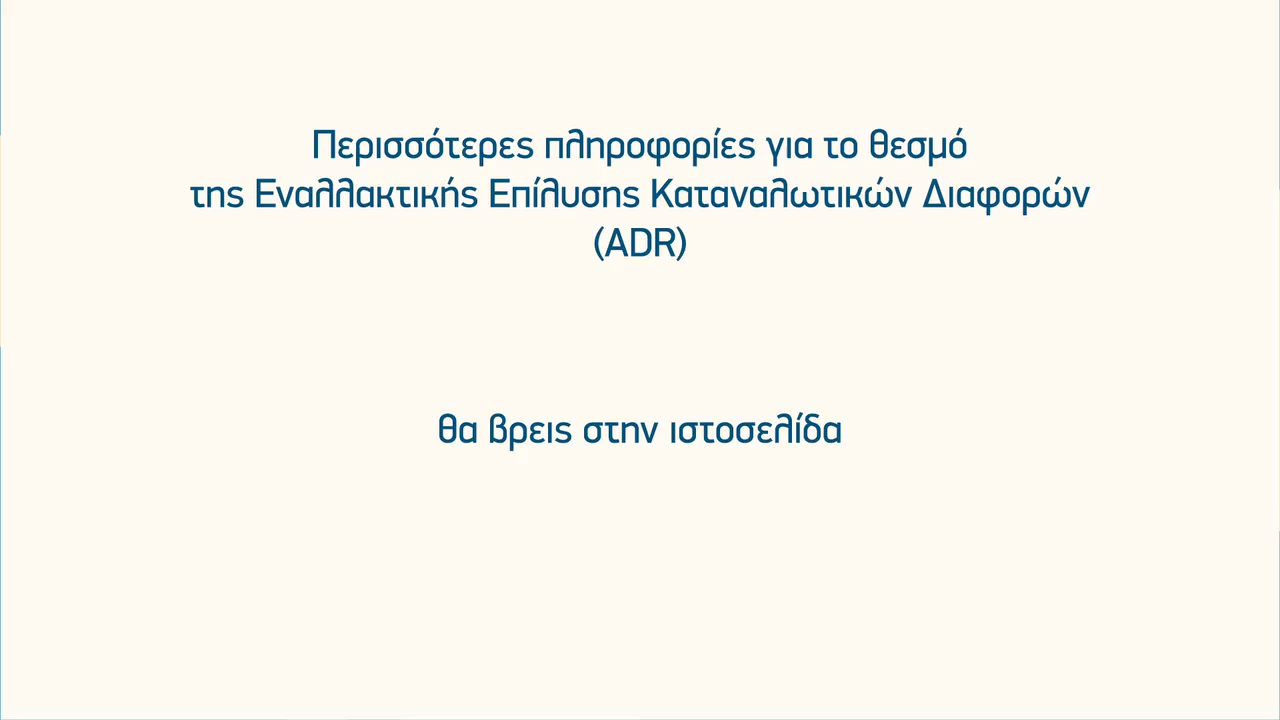 Περισσότερες πληροφορίες για το θεσμό
της Εναλλακτικής Επίλυσης Καταναλωτικών Διαφορών
(ADR)
θα βρεις στην ιστοσελίδα